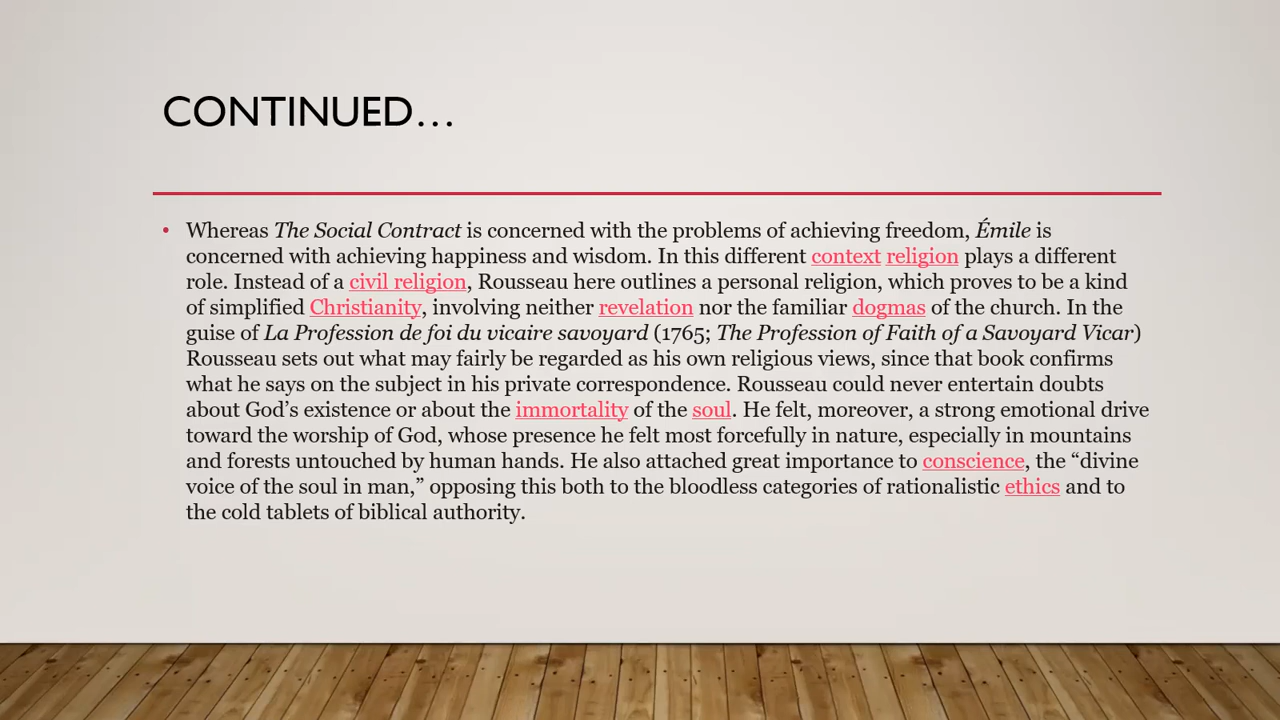 CONTINUED…
• Whereas The Social Contract is concerned with the problems of achieving freedom, Émile is
concerned with achieving happiness and wisdom. In this different context religion plays a different
role. Instead of a civil religion, Rousseau here outlines a personal religion, which proves to be a kind
of simplified Christianity, involving neither revelation nor the familiar dogmas of the church. In the
guise of La Profession de foi du vicaire savoyard (1765; The Profession of Faith of a Savoyard Vicar)
Rousseau sets out what may fairly be regarded as his own religious views, since that book confirms
what he says on the subject in his private correspondence. Rousseau could never entertain doubts
about God’s existence or about the immortality of the soul. He felt, moreover, a strong emotional drive
toward the worship of God, whose presence he felt most forcefully in nature, especially in mountains
and forests untouched by human hands. He also attached great importance to conscience, the “divine
voice of the soul in man,” opposing this both to the bloodless categories of rationalistic ethics and to
the cold tablets of biblical authority.